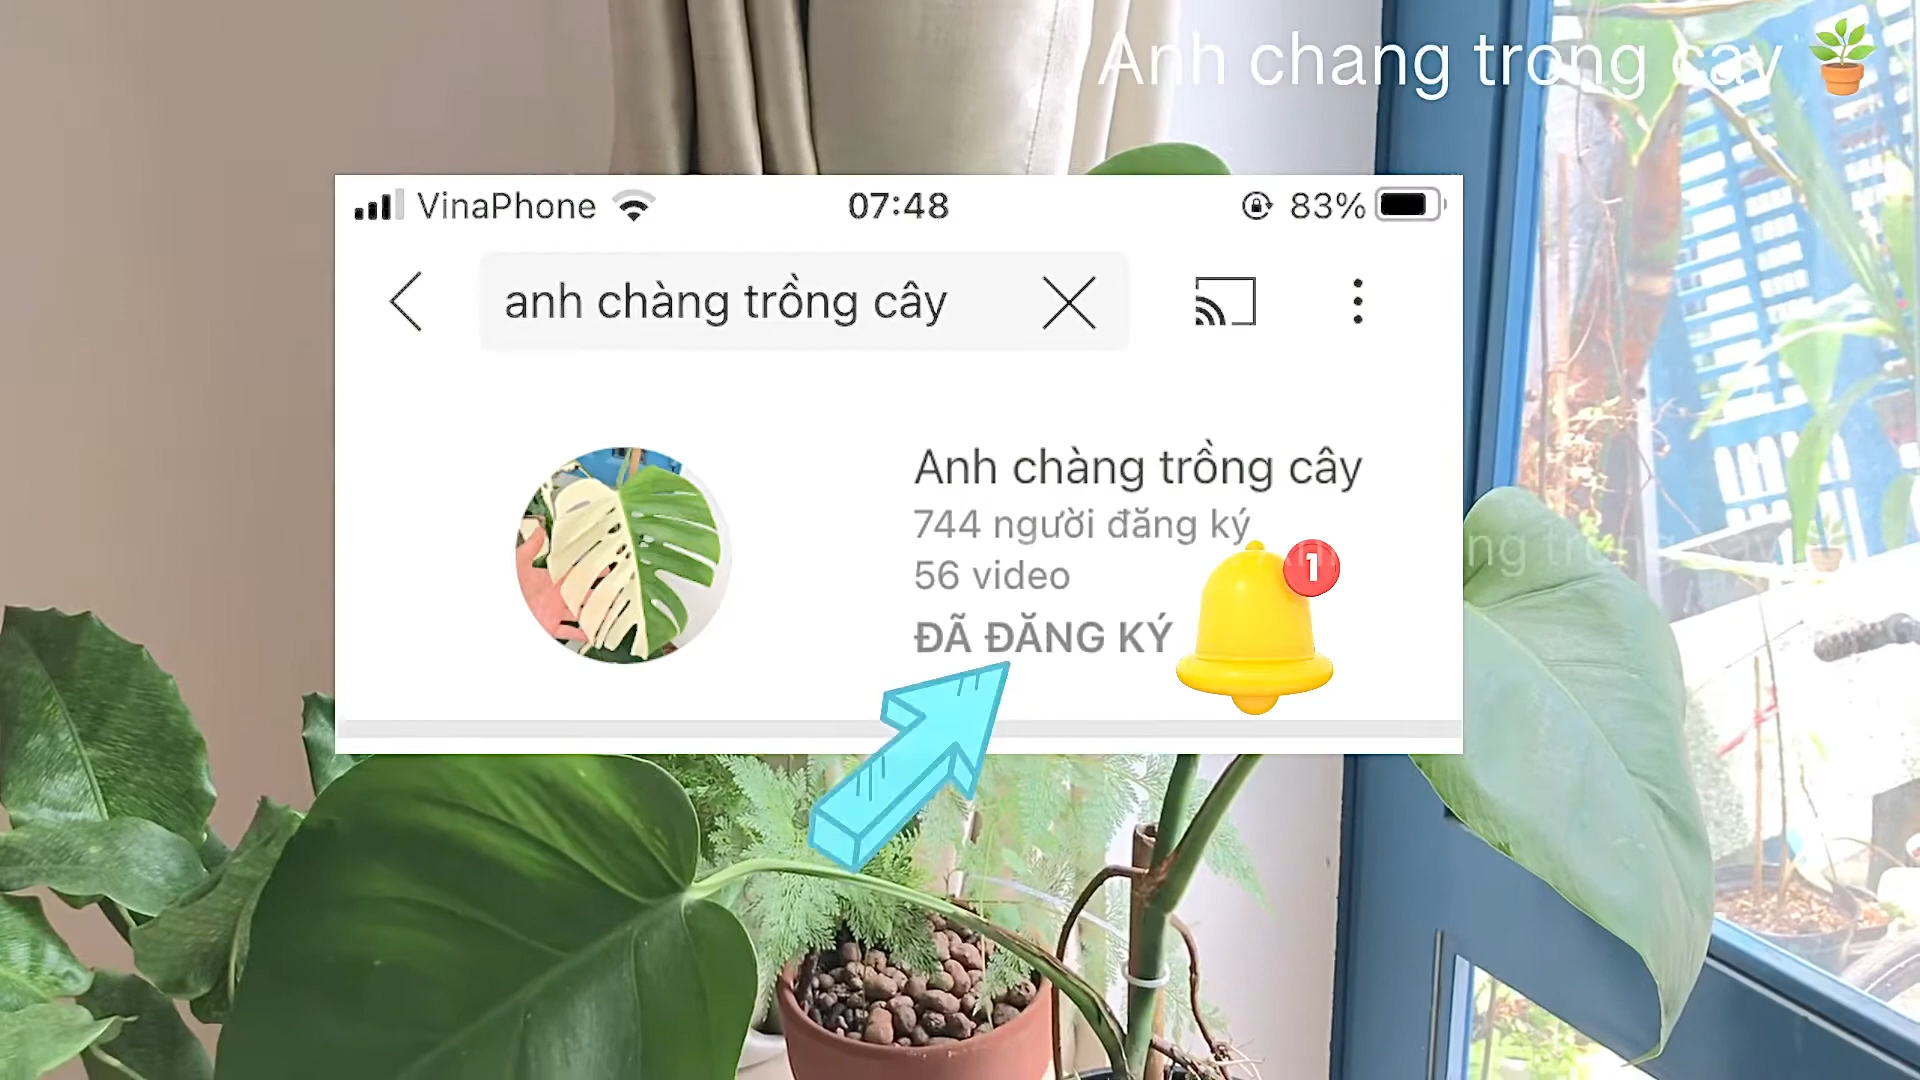 Anh chang trong cay
VinaPhone 07:48 83%
anh chàng trồng cây
Anh chàng trồng cây
744 người đăng ký
56 video
1
ĐÃ ĐĂNG KÝ